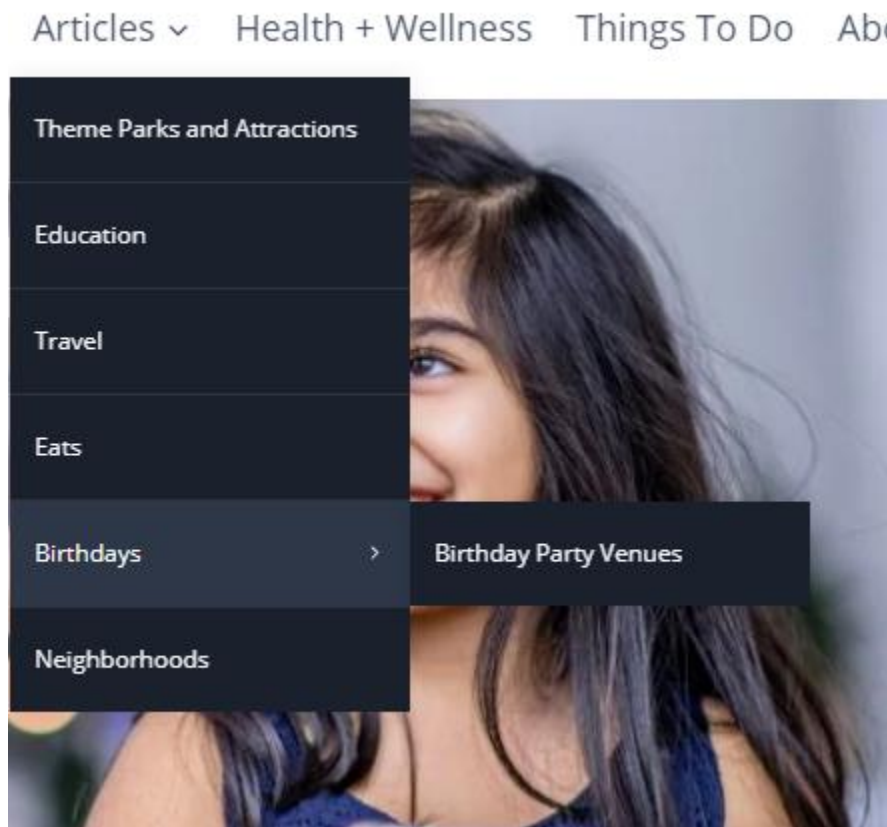 Articles Health + Wellness Things To Do
Theme Parks and Attractions
Education
Travel
Eats
Birthdays Birthday Party Venues
Neighborhoods